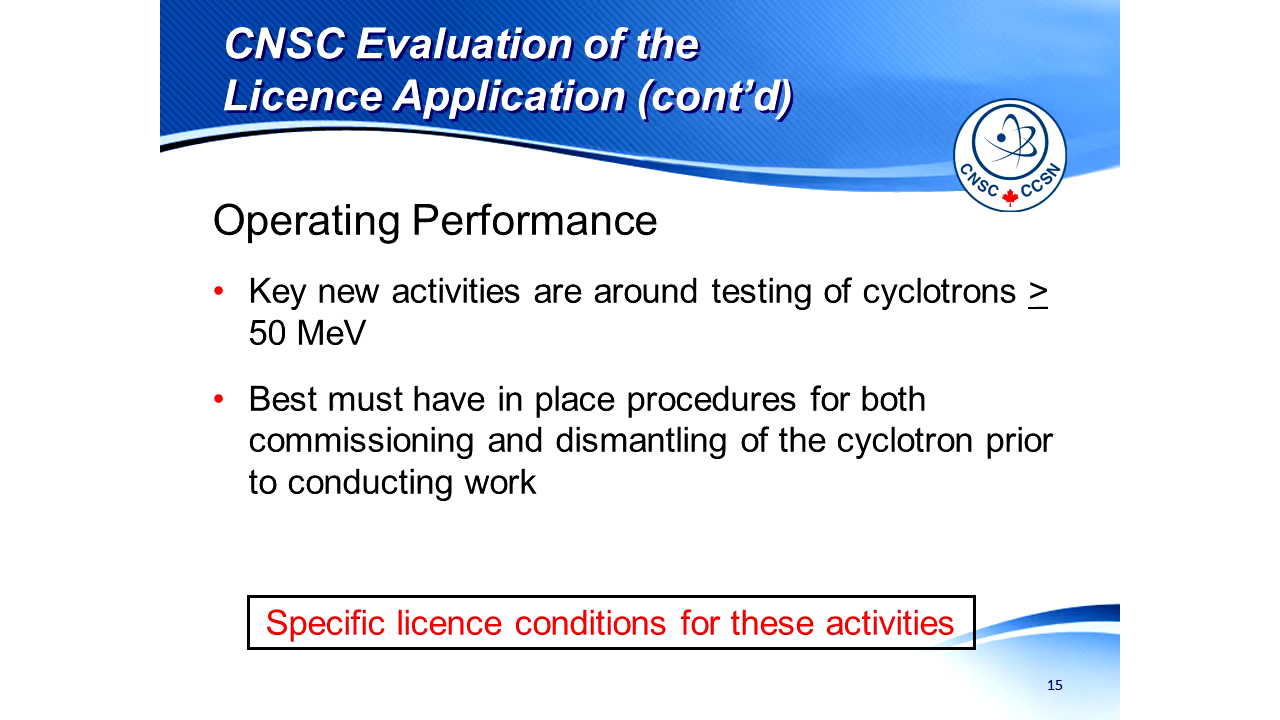 CNSC Evaluation of the
Licence Application (cont’d)
CNSC CCSN
Operating Performance
• Key new activities are around testing of cyclotrons >
50 MeV
• Best must have in place procedures for both
commissioning and dismantling of the cyclotron prior
to conducting work
Specific licence conditions for these activities
15